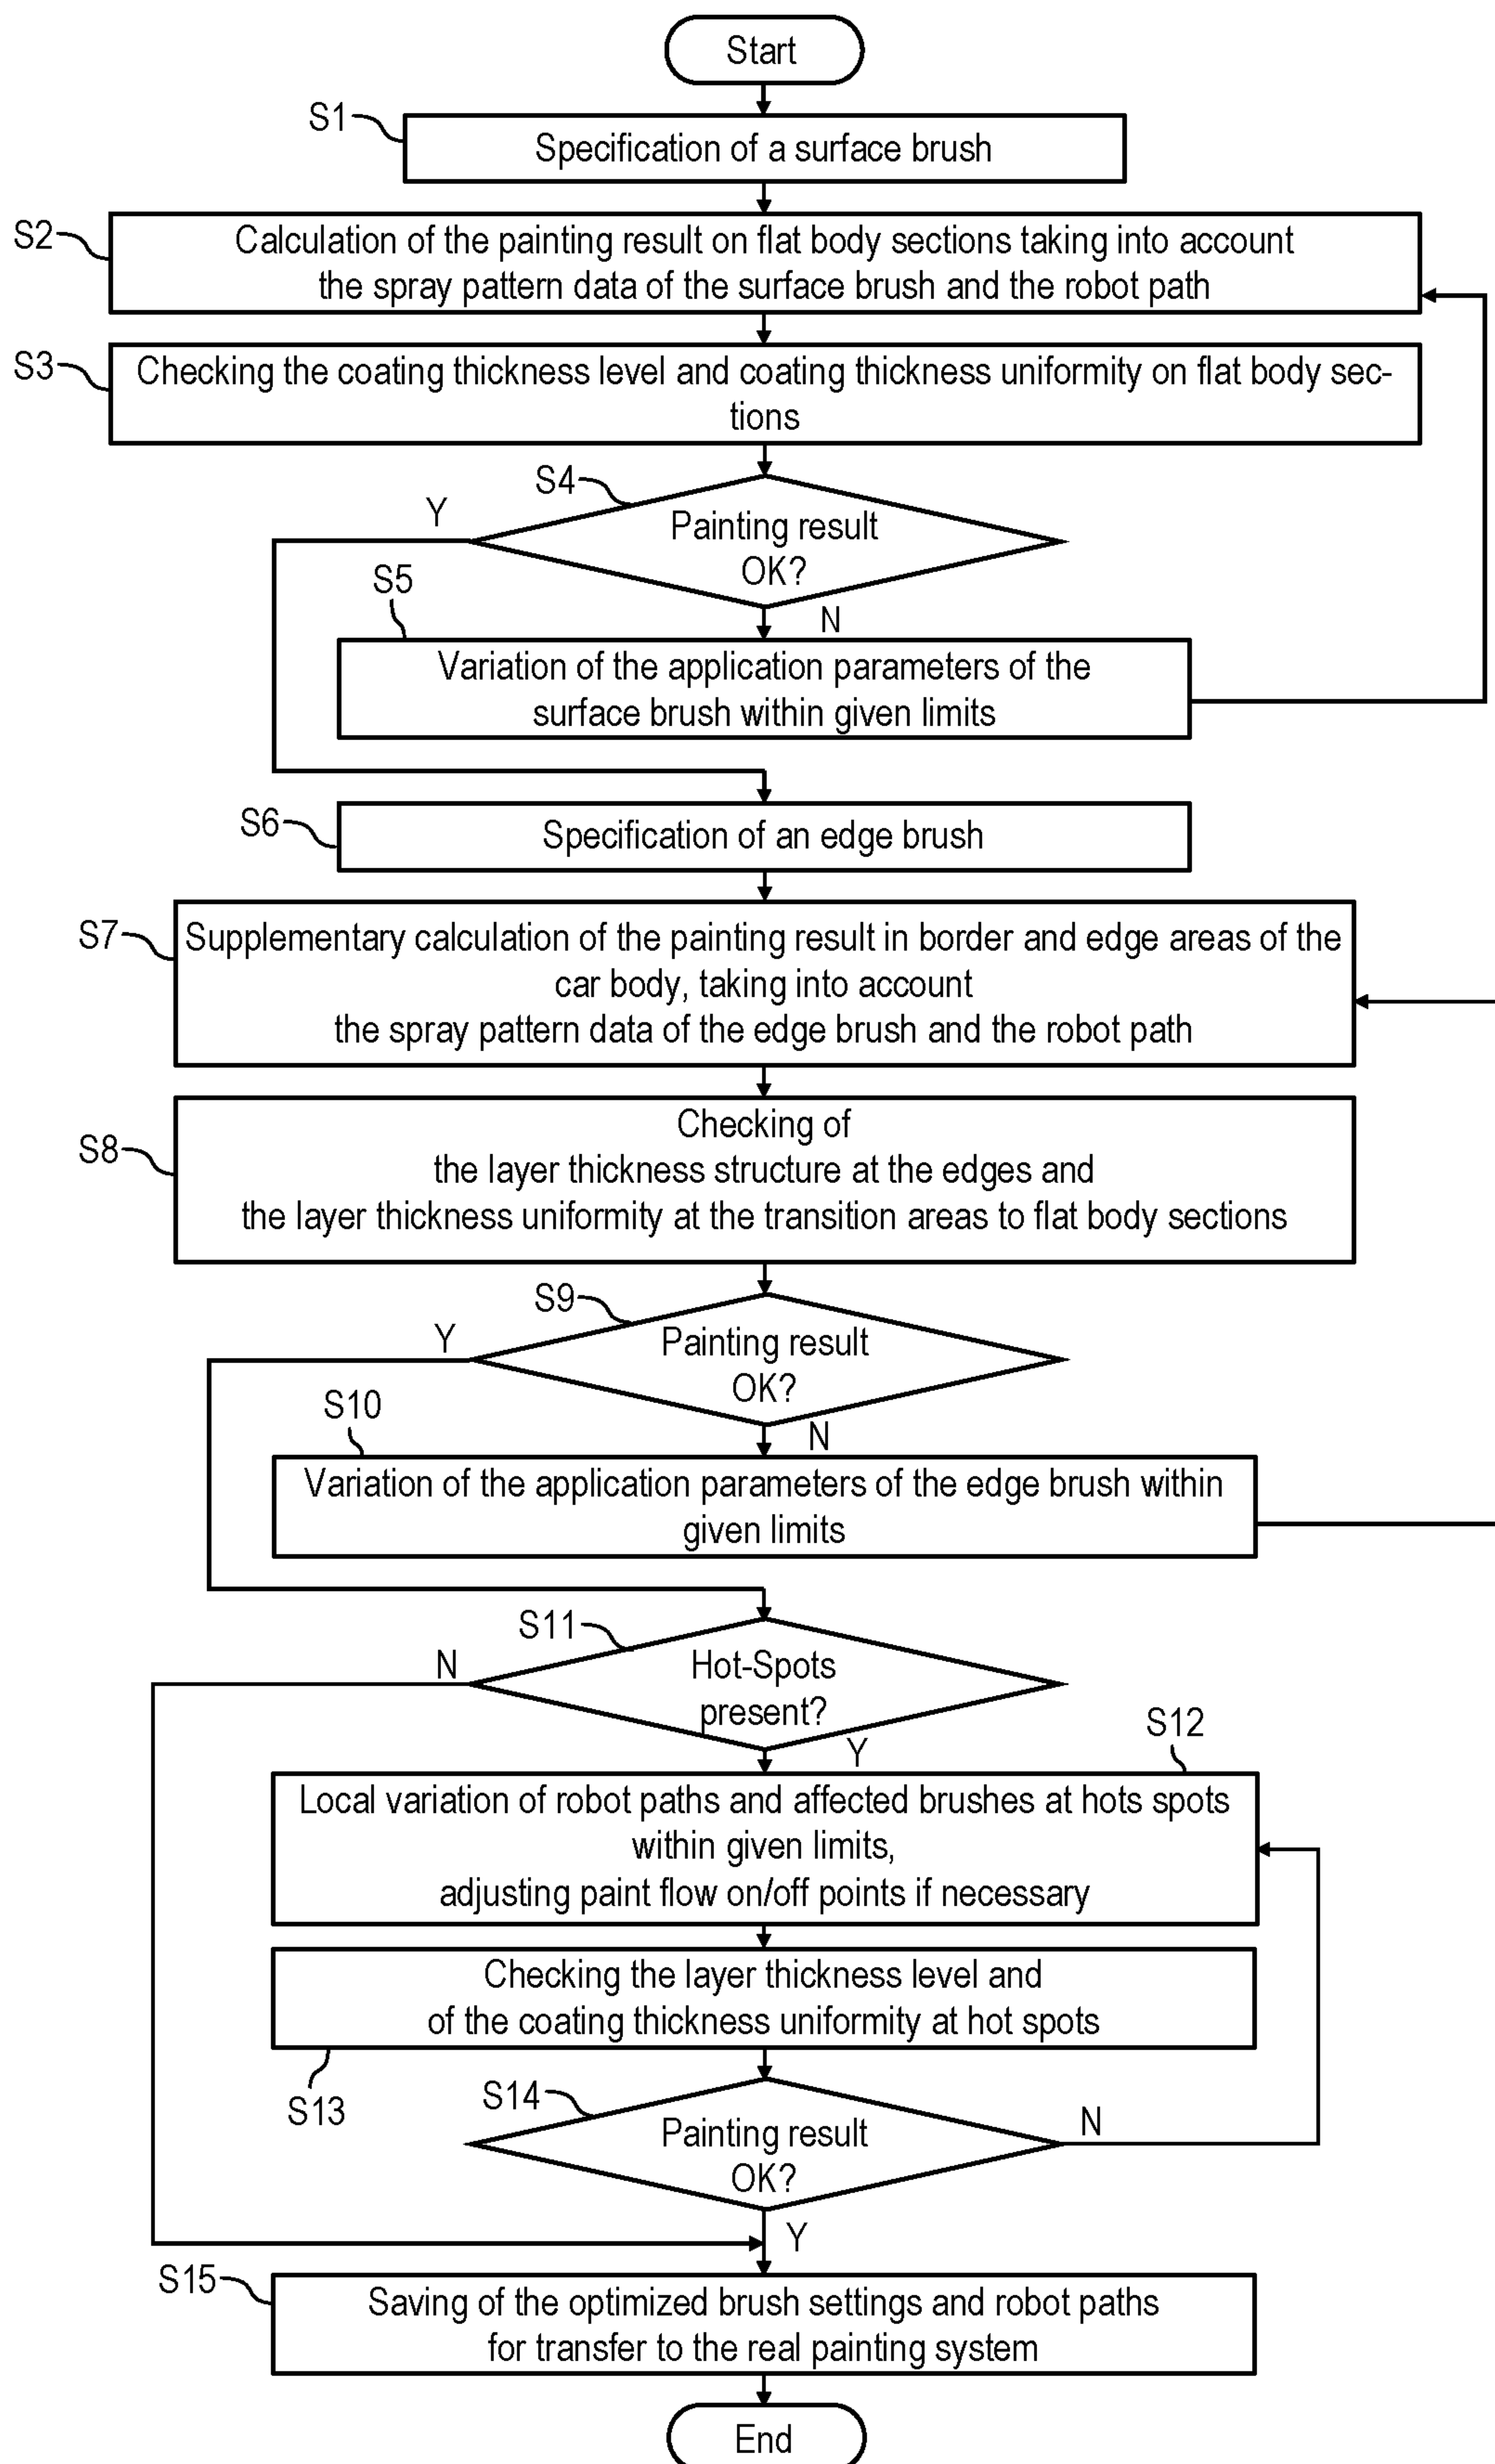 Start
S1
Specification of a surface brush
S2
Calculation of the painting result on flat body sections taking into account
the spray pattern data of the surface brush and the robot path
S3
Checking the coating thickness level and coating thickness uniformity on flat body sec-
tions
S4
Y
Painting result
OK?
S5
N
Variation of the application parameters of the
surface brush within given limits
S6
Specification of an edge brush
S7
Supplementary calculation of the painting result in border and edge areas of the
car body, taking into account
the spray pattern data of the edge brush and the robot path
S8
Checking of
the layer thickness structure at the edges and
the layer thickness uniformity at the transition areas to flat body sections
S9
Y
Painting result
OK?
S10
N
Variation of the application parameters of the edge brush within
given limits
S11
N
Hot-Spots
present?
S12
Y
Local variation of robot paths and affected brushes at hots spots
within given limits,
adjusting paint flow on/off points if necessary
Checking the layer thickness level and
of the coating thickness uniformity at hot spots
S13
S14
N
Painting result
OK?
Y
S15
Saving of the optimized brush settings and robot paths
for transfer to the real painting system
End